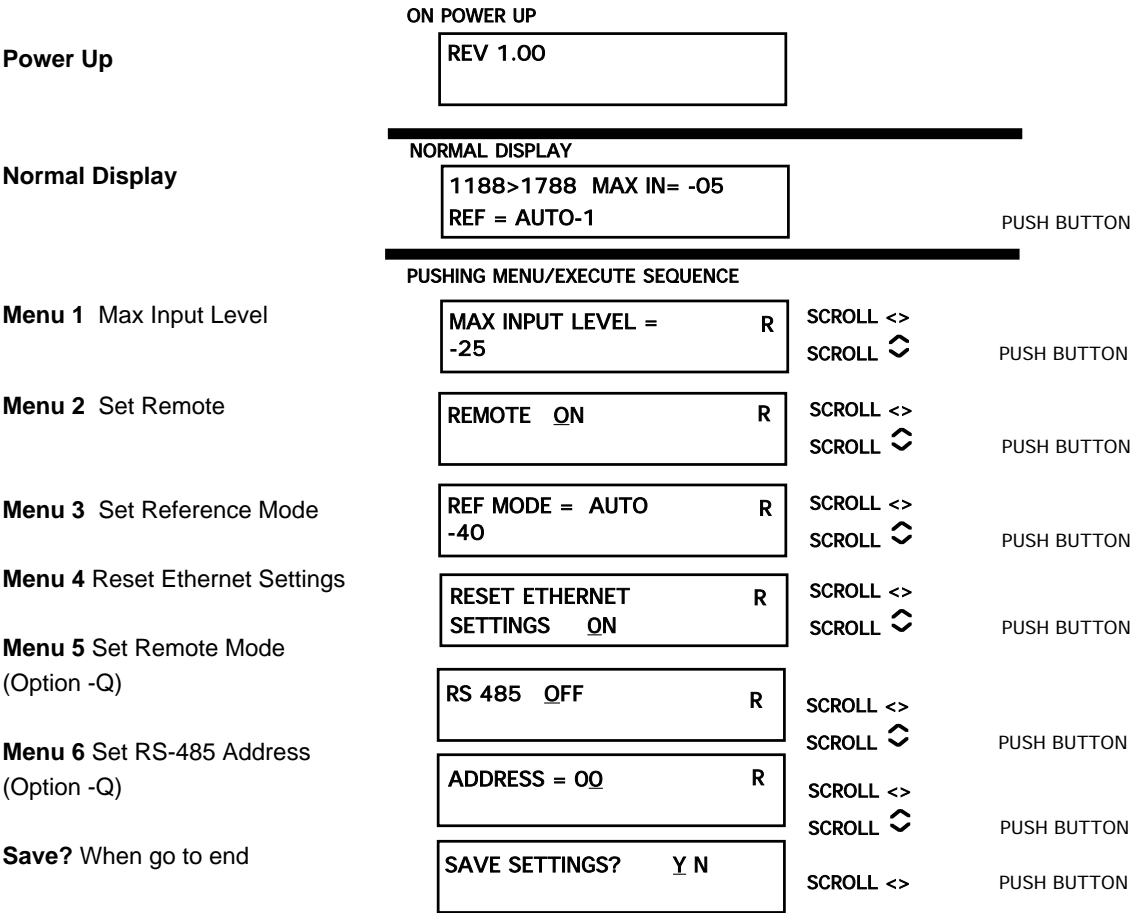 ON POWER UP
Power Up
REV 1.00
NORMAL DISPLAY
Normal Display
1188>1788 MAX IN= -05
REF = AUTO-1
PUSH BUTTON
PUSHING MENU/EXECUTE SEQUENCE
Menu 1 Max Input Level
MAX INPUT LEVEL = R
-25
SCROLL <>
SCROLL
PUSH BUTTON
Menu 2 Set Remote
REMOTE ON R
SCROLL <>
SCROLL
PUSH BUTTON
Menu 3 Set Reference Mode
REF MODE = AUTO R
-40
SCROLL <>
SCROLL
PUSH BUTTON
Menu 4 Reset Ethernet Settings
RESET ETHERNET R
SETTINGS ON
SCROLL <>
SCROLL
PUSH BUTTON
Menu 5 Set Remote Mode
(Option -Q)
RS 485 OFF R
SCROLL <>
SCROLL
PUSH BUTTON
Menu 6 Set RS-485 Address
(Option -Q)
ADDRESS = 00 R
SCROLL <>
SCROLL
PUSH BUTTON
Save? When go to end
SAVE SETTINGS? Y N
SCROLL <>
PUSH BUTTON